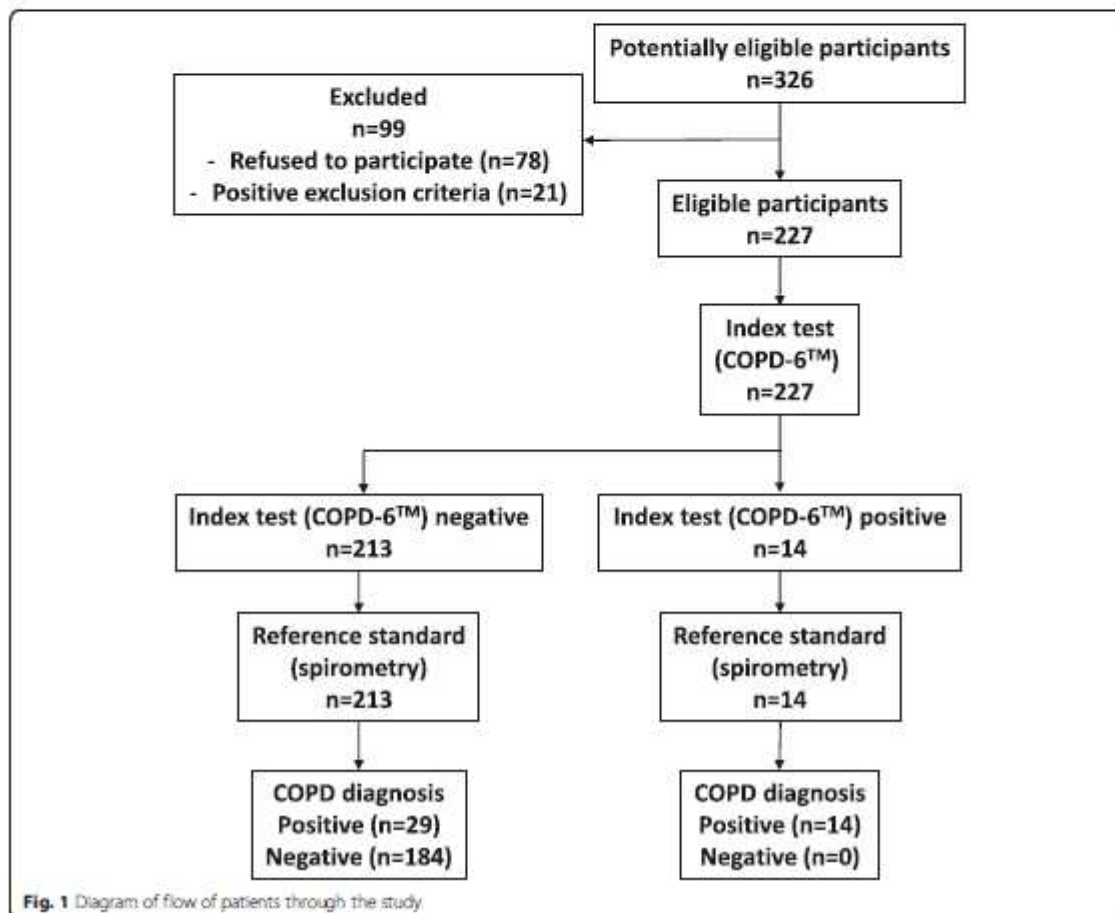 Potentially eligible participants
n=326
Excluded
n=99
- Refused to participate (n=78)
- Positive exclusion criteria (n=21)
Eligible participants
n=227
Index test
(COPD-6™)
n=227
Index test (COPD-6™) negative
n=213
Index test (COPD-6™) positive
n=14
Reference standard
(spirometry)
n=213
Reference standard
(spirometry)
n=14
COPD diagnosis
Positive (n=29)
Negative (n=184)
COPD diagnosis
Positive (n=14)
Negative (n=0)
Fig. 1 Diagram of flow of patients through the study